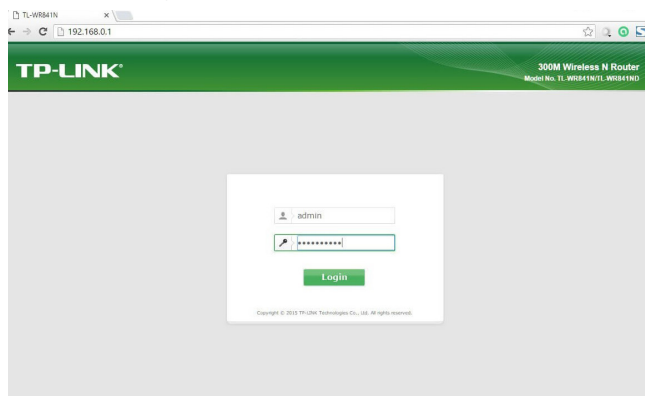 TL-WR841N
192.168.0.1
TP-LINK®
300M Wireless N Router
Model No. TL-WR841N/TL-WR841ND
admin
••••••••••
Login
Copyright © 2015 TP-LINK Technologies Co., Ltd. All rights reserved.